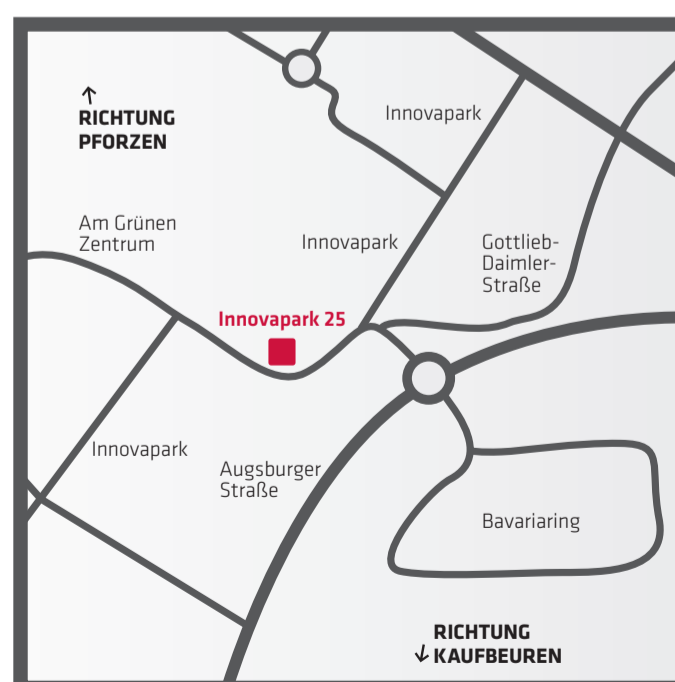 ↑
RICHTUNG
PFORZEN
Innovapark
Am Grünen
Zentrum
Innovapark
Gottlieb-
Daimler-
Straße
Innovapark 25
Innovapark
Augsburger
Straße
Bavariaring
RICHTUNG
↓ KAUFBEUREN